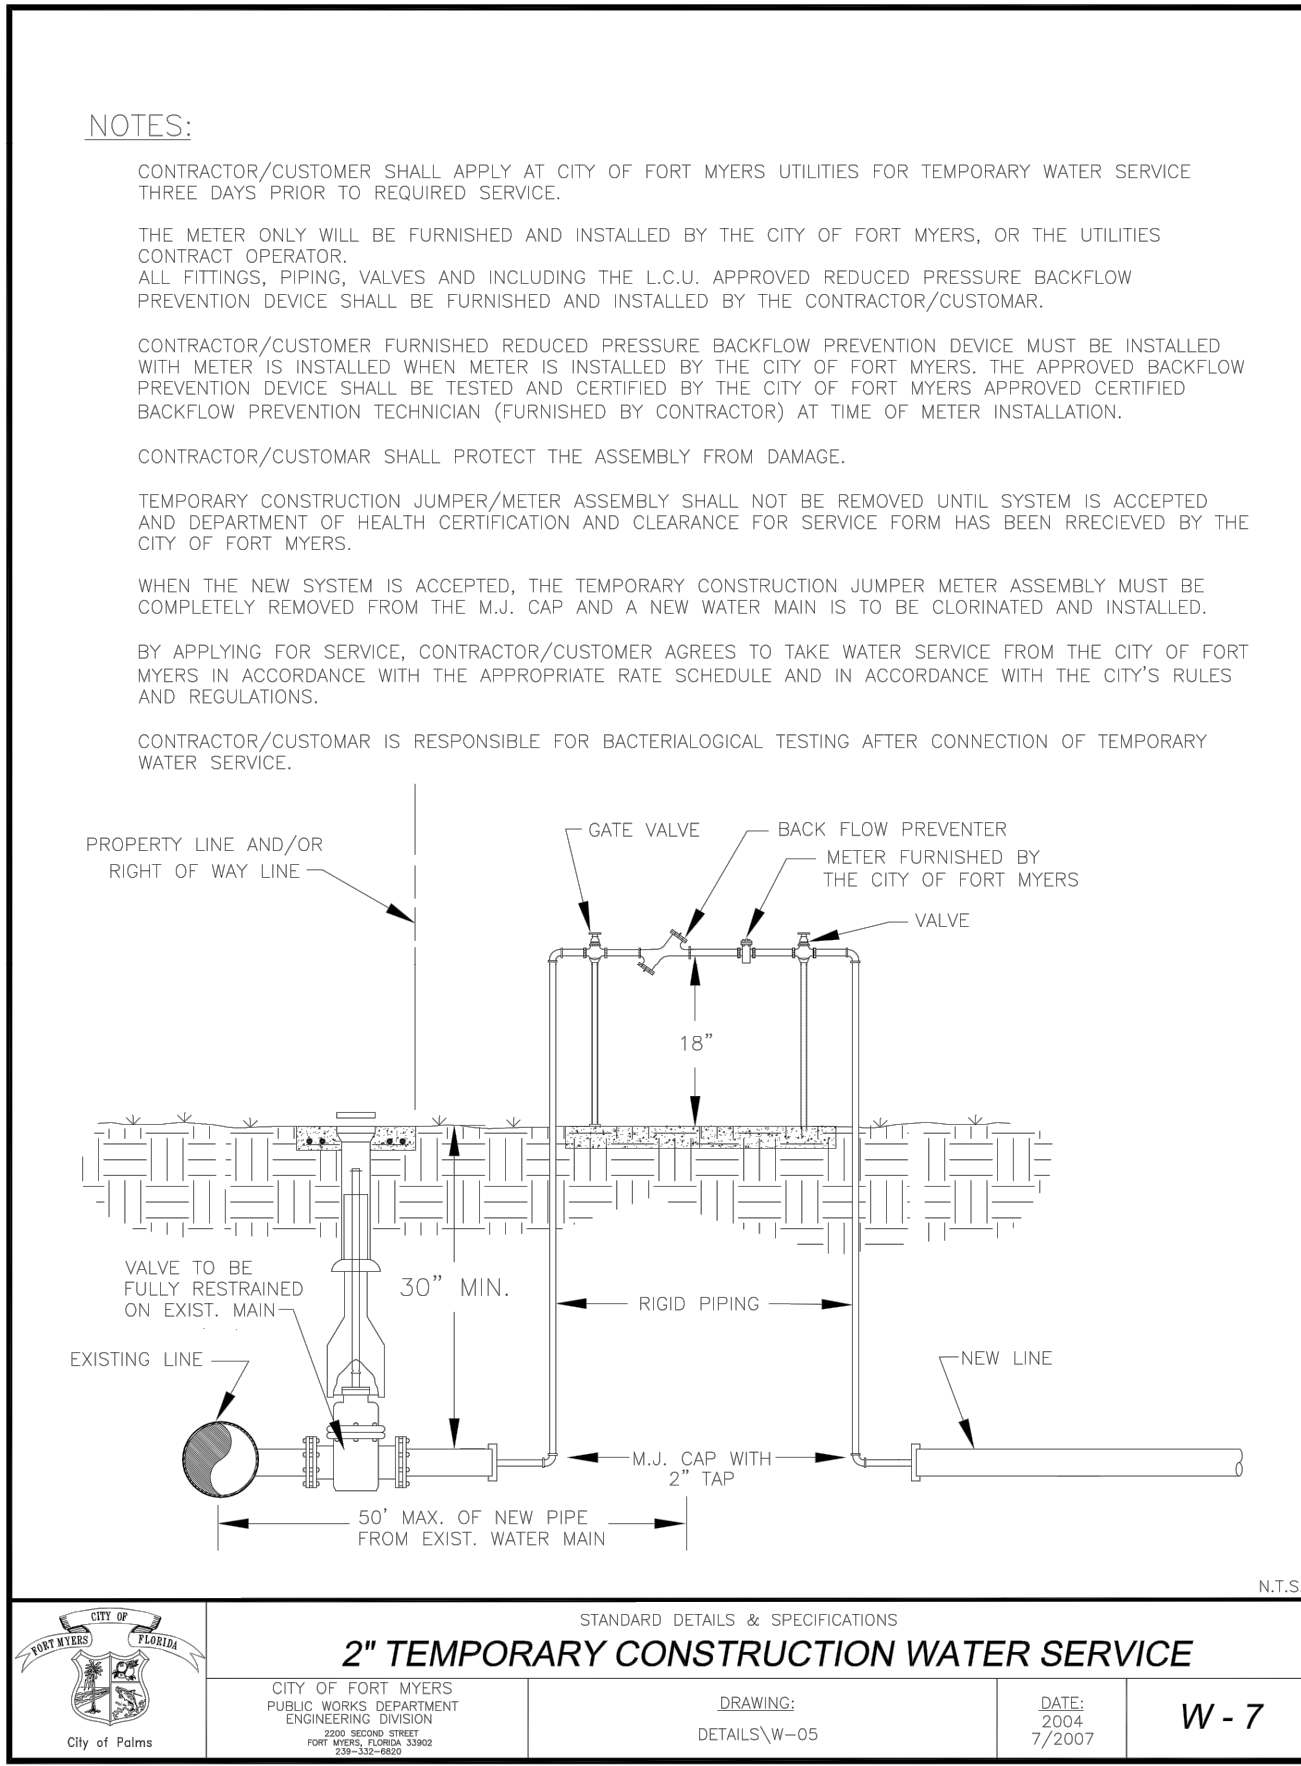 NOTES:
CONTRACTOR/CUSTOMER SHALL APPLY AT CITY OF FORT MYERS UTILITIES FOR TEMPORARY WATER SERVICE
THREE DAYS PRIOR TO REQUIRED SERVICE.
THE METER ONLY WILL BE FURNISHED AND INSTALLED BY THE CITY OF FORT MYERS, OR THE UTILITIES
CONTRACT OPERATOR.
ALL FITTINGS, PIPING, VALVES AND INCLUDING THE L.C.U. APPROVED REDUCED PRESSURE BACKFLOW
PREVENTION DEVICE SHALL BE FURNISHED AND INSTALLED BY THE CONTRACTOR/CUSTOMAR.
CONTRACTOR/CUSTOMER FURNISHED REDUCED PRESSURE BACKFLOW PREVENTION DEVICE MUST BE INSTALLED
WITH METER IS INSTALLED WHEN METER IS INSTALLED BY THE CITY OF FORT MYERS. THE APPROVED BACKFLOW
PREVENTION DEVICE SHALL BE TESTED AND CERTIFIED BY THE CITY OF FORT MYERS APPROVED CERTIFIED
BACKFLOW PREVENTION TECHNICIAN (FURNISHED BY CONTRACTOR) AT TIME OF METER INSTALLATION.
CONTRACTOR/CUSTOMAR SHALL PROTECT THE ASSEMBLY FROM DAMAGE.
TEMPORARY CONSTRUCTION JUMPER/METER ASSEMBLY SHALL NOT BE REMOVED UNTIL SYSTEM IS ACCEPTED
AND DEPARTMENT OF HEALTH CERTIFICATION AND CLEARANCE FOR SERVICE FORM HAS BEEN RRECIEVED BY THE
CITY OF FORT MYERS.
WHEN THE NEW SYSTEM IS ACCEPTED, THE TEMPORARY CONSTRUCTION JUMPER METER ASSEMBLY MUST BE
COMPLETELY REMOVED FROM THE M.J. CAP AND A NEW WATER MAIN IS TO BE CLORINATED AND INSTALLED.
BY APPLYING FOR SERVICE, CONTRACTOR/CUSTOMER AGREES TO TAKE WATER SERVICE FROM THE CITY OF FORT
MYERS IN ACCORDANCE WITH THE APPROPRIATE RATE SCHEDULE AND IN ACCORDANCE WITH THE CITY'S RULES
AND REGULATIONS.
CONTRACTOR/CUSTOMAR IS RESPONSIBLE FOR BACTERIALOGICAL TESTING AFTER CONNECTION OF TEMPORARY
WATER SERVICE.
PROPERTY LINE AND/OR
RIGHT OF WAY LINE
GATE VALVE
BACK FLOW PREVENTER
METER FURNISHED BY
THE CITY OF FORT MYERS
VALVE
18"
VALVE TO BE
FULLY RESTRAINED
ON EXIST. MAIN
30" MIN.
RIGID PIPING
EXISTING LINE
NEW LINE
M.J. CAP WITH
2" TAP
50' MAX. OF NEW PIPE
FROM EXIST. WATER MAIN
N.T.S.
CITY OF
FORT MYERS
FLORIDA
City of Palms
STANDARD DETAILS & SPECIFICATIONS
2" TEMPORARY CONSTRUCTION WATER SERVICE
CITY OF FORT MYERS
PUBLIC WORKS DEPARTMENT
ENGINEERING DIVISION
2200 SECOND STREET
FORT MYERS, FLORIDA 33902
239-332-6820
DRAWING:
DETAILS\W-05
DATE:
2004
7/2007
W - 7